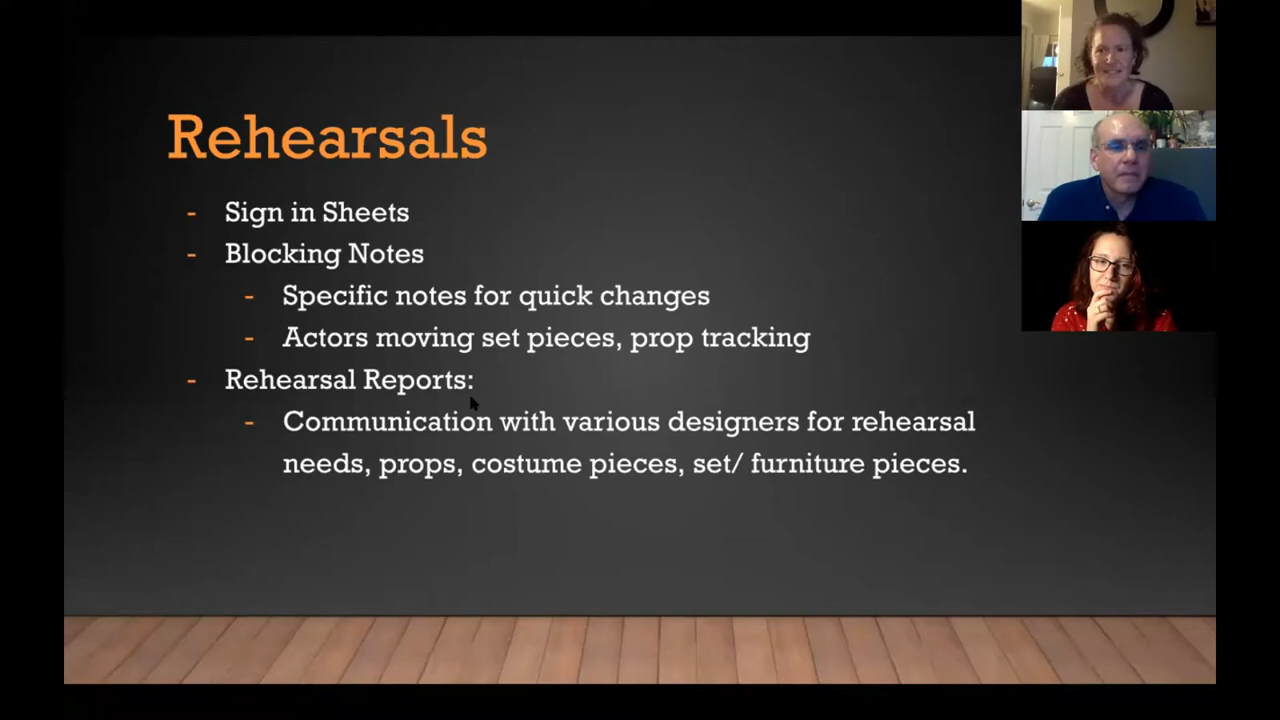 Rehearsals
- Sign in Sheets
- Blocking Notes
- Specific notes for quick changes
- Actors moving set pieces, prop tracking
- Rehearsal Reports:
- Communication with various designers for rehearsal
needs, props, costume pieces, set/ furniture pieces.